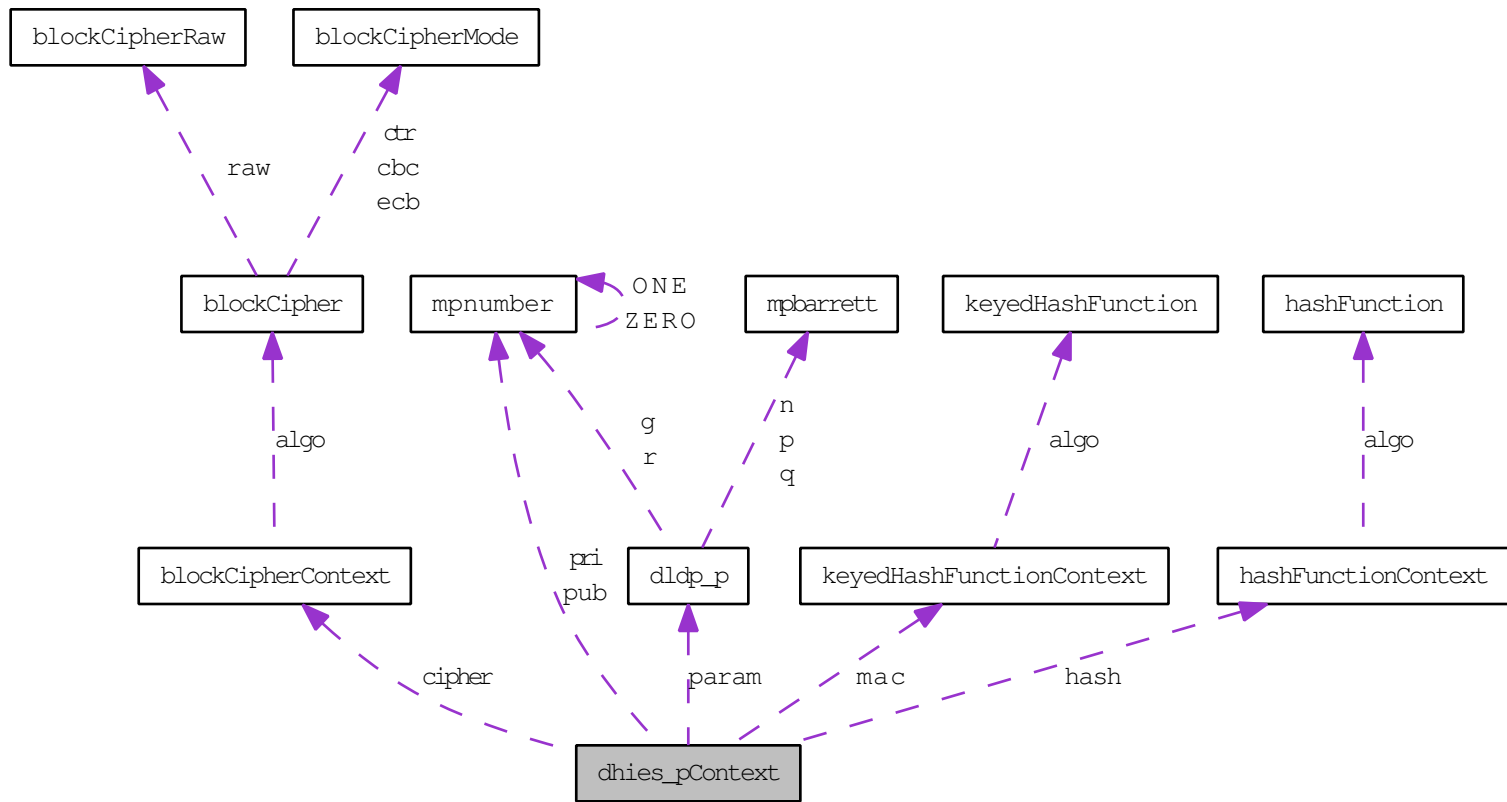 blockCipherRaw
blockCipherMode
raw
ctr
cbc
ecb
blockCipher
mpnumber
ONE
ZERO
mpbarrett
keyedHashFunction
hashFunction
algo
g
r
n
p
q
algo
algo
blockCipherContext
pri
pub
dldp_p
keyedHashFunctionContext
hashFunctionContext
cipher
param
mac
hash
dhies_pContext